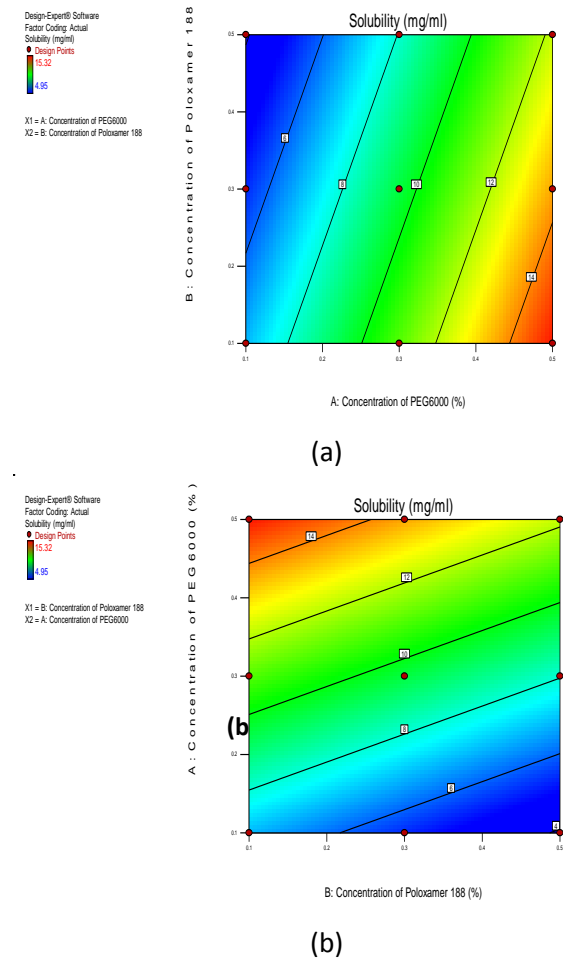 Design-Expert® Software
Factor Coding: Actual
Solubility (mg/ml)
Design Points
15.32
4.95
X1 = A: Concentration of PEG6000
X2 = B: Concentration of Poloxamer 188
Solubility (mg/ml)
B: Concentration of Poloxamer 188
0.5
0.4
0.3
0.2
0.1
6
8
10
12
14
0.1
0.2
0.3
0.4
0.5
A: Concentration of PEG6000 (%)
(a)
.
Design-Expert® Software
Factor Coding: Actual
Solubility (mg/ml)
Design Points
15.32
4.95
X1 = B: Concentration of Poloxamer 188
X2 = A: Concentration of PEG6000
Solubility (mg/ml)
A: Concentration of PEG6000 (%)
0.5
0.4
0.3
0.2
0.1
14
12
10
8
6
4
(b
0.1
0.2
0.3
0.4
0.5
B: Concentration of Poloxamer 188 (%)
(b)